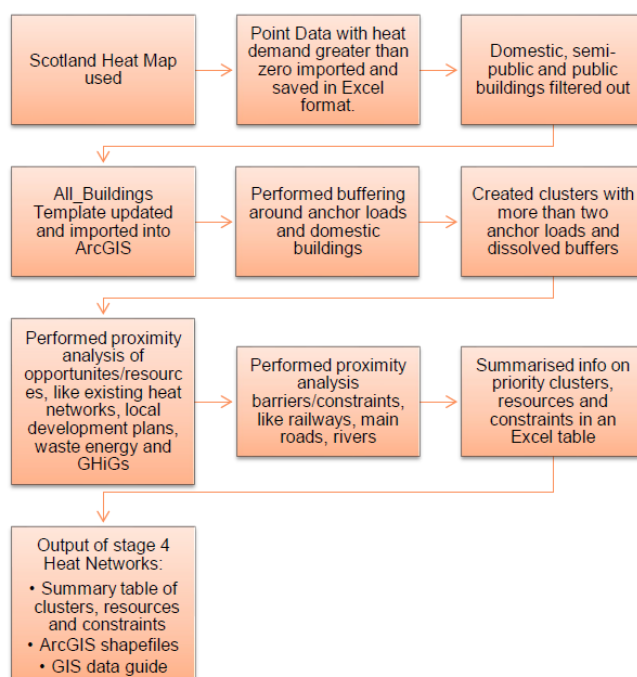 Scotland Heat Map
used
Point Data with heat
demand greater than
zero imported and
saved in Excel
format.
Domestic, semi-
public and public
buildings filtered out
All_Buildings
Template updated
and imported into
ArcGIS
Performed buffering
around anchor loads
and domestic
buildings
Created clusters with
more than two
anchor loads and
dissolved buffers
Performed proximity
analysis of
opportunites/resourc
es, like existing heat
networks, local
development plans,
waste energy and
GHiGs
Performed proximity
analysis
barriers/constraints,
like railways, main
roads, rivers
Summarised info on
priority clusters,
resources and
constraints in an
Excel table
Output of stage 4
Heat Networks:
• Summary table of
clusters, resources
and constraints
• ArcGIS shapefiles
• GIS data guide